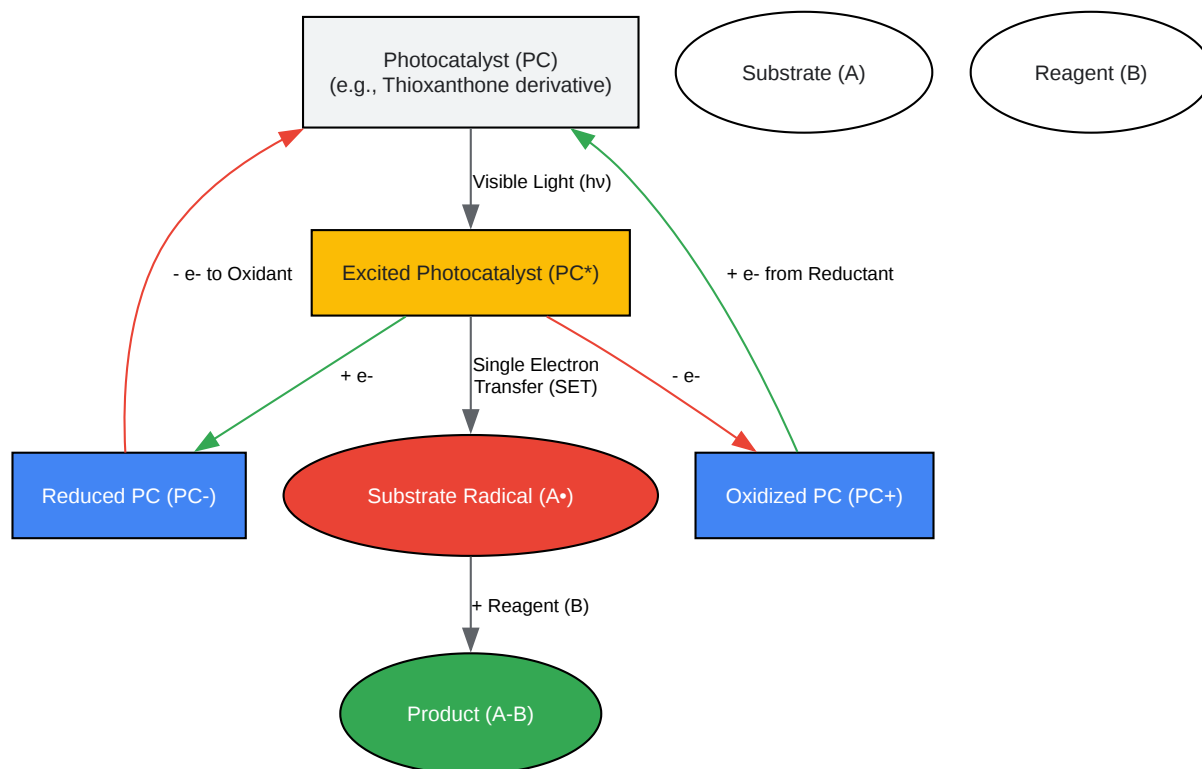 Photocatalyst (PC)
(e.g., Thioxanthone derivative)
Substrate (A)
Reagent (B)
Visible Light (hν)
- e- to Oxidant
Excited Photocatalyst (PC*)
+ e- from Reductant
+ e-
Single Electron
Transfer (SET)
- e-
Reduced PC (PC-)
Substrate Radical (A•)
Oxidized PC (PC+)
+ Reagent (B)
Product (A-B)